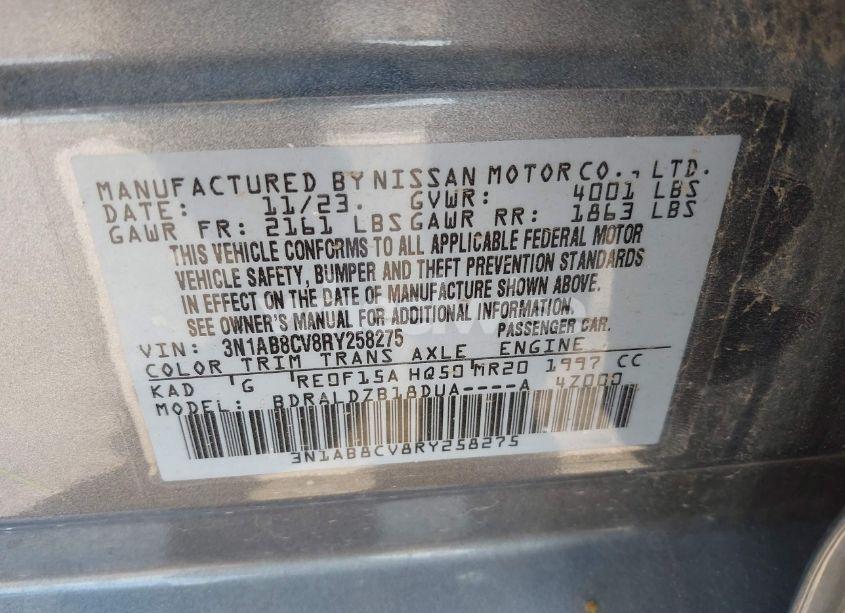 MANUFACTURED BY NISSAN MOTOR CO., LTD.
DATE: 11/23. GVWR: 4001 LBS
GAWR FR: 2161 LBS GAWR RR: 1863 LBS
THIS VEHICLE CONFORMS TO ALL APPLICABLE FEDERAL MOTOR
VEHICLE SAFETY, BUMPER AND THEFT PREVENTION STANDARDS
IN EFFECT ON THE DATE OF MANUFACTURE SHOWN ABOVE.
SEE OWNER'S MANUAL FOR ADDITIONAL INFORMATION.
VIN: 3N1AB8CV8RY258275 PASSENGER CAR.
COLOR TRIM TRANS AXLE ENGINE
KAD G RE0F15A HQ50 MR20 1997 CC
MODEL: BDRALDZB18DUA----A 4Z000
3N1AB8CV8RY258275